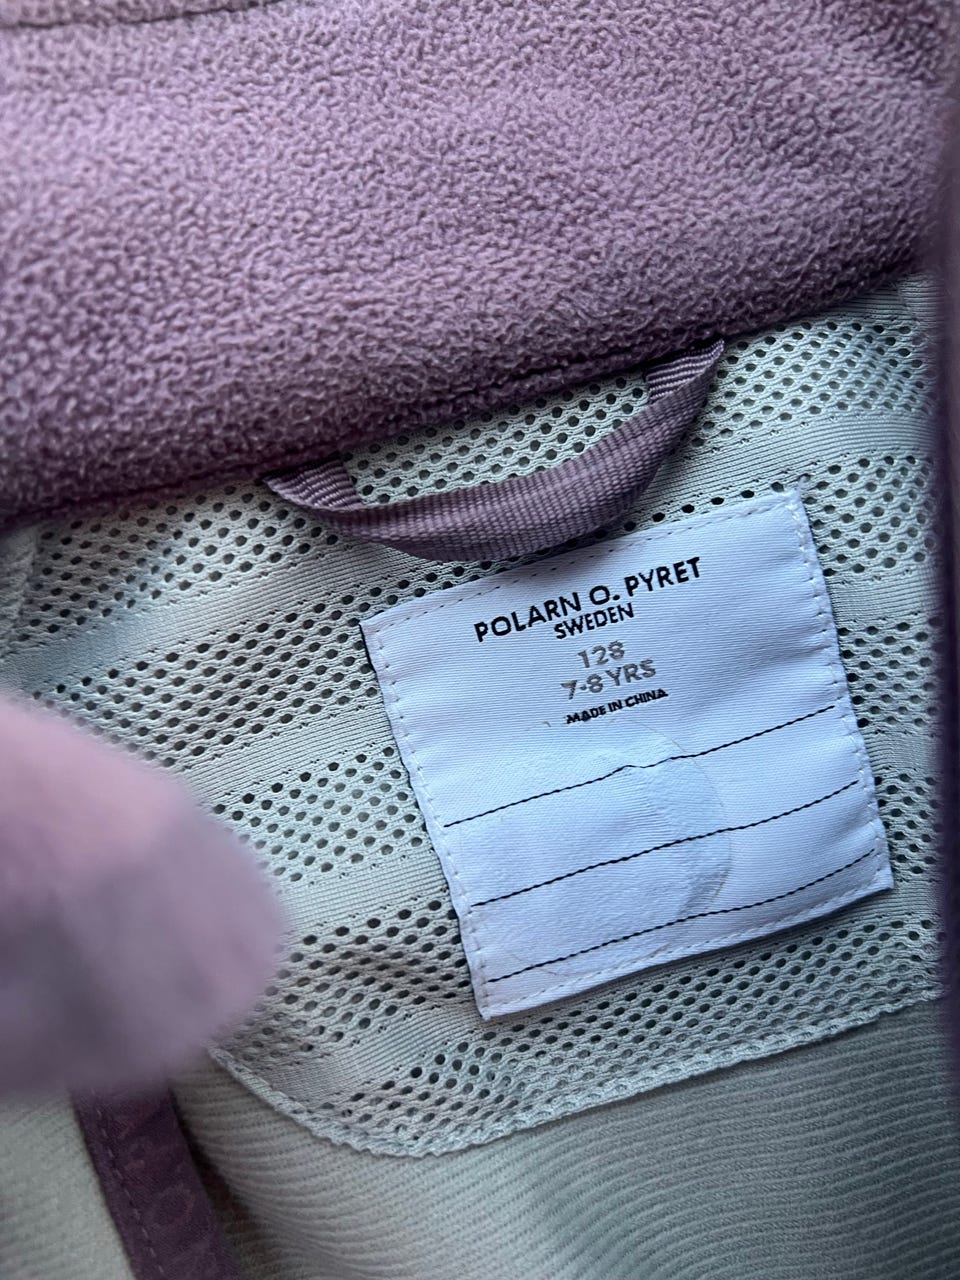 POLARN O. PYRET
SWEDEN
128
7-8 YRS
MADE IN CHINA